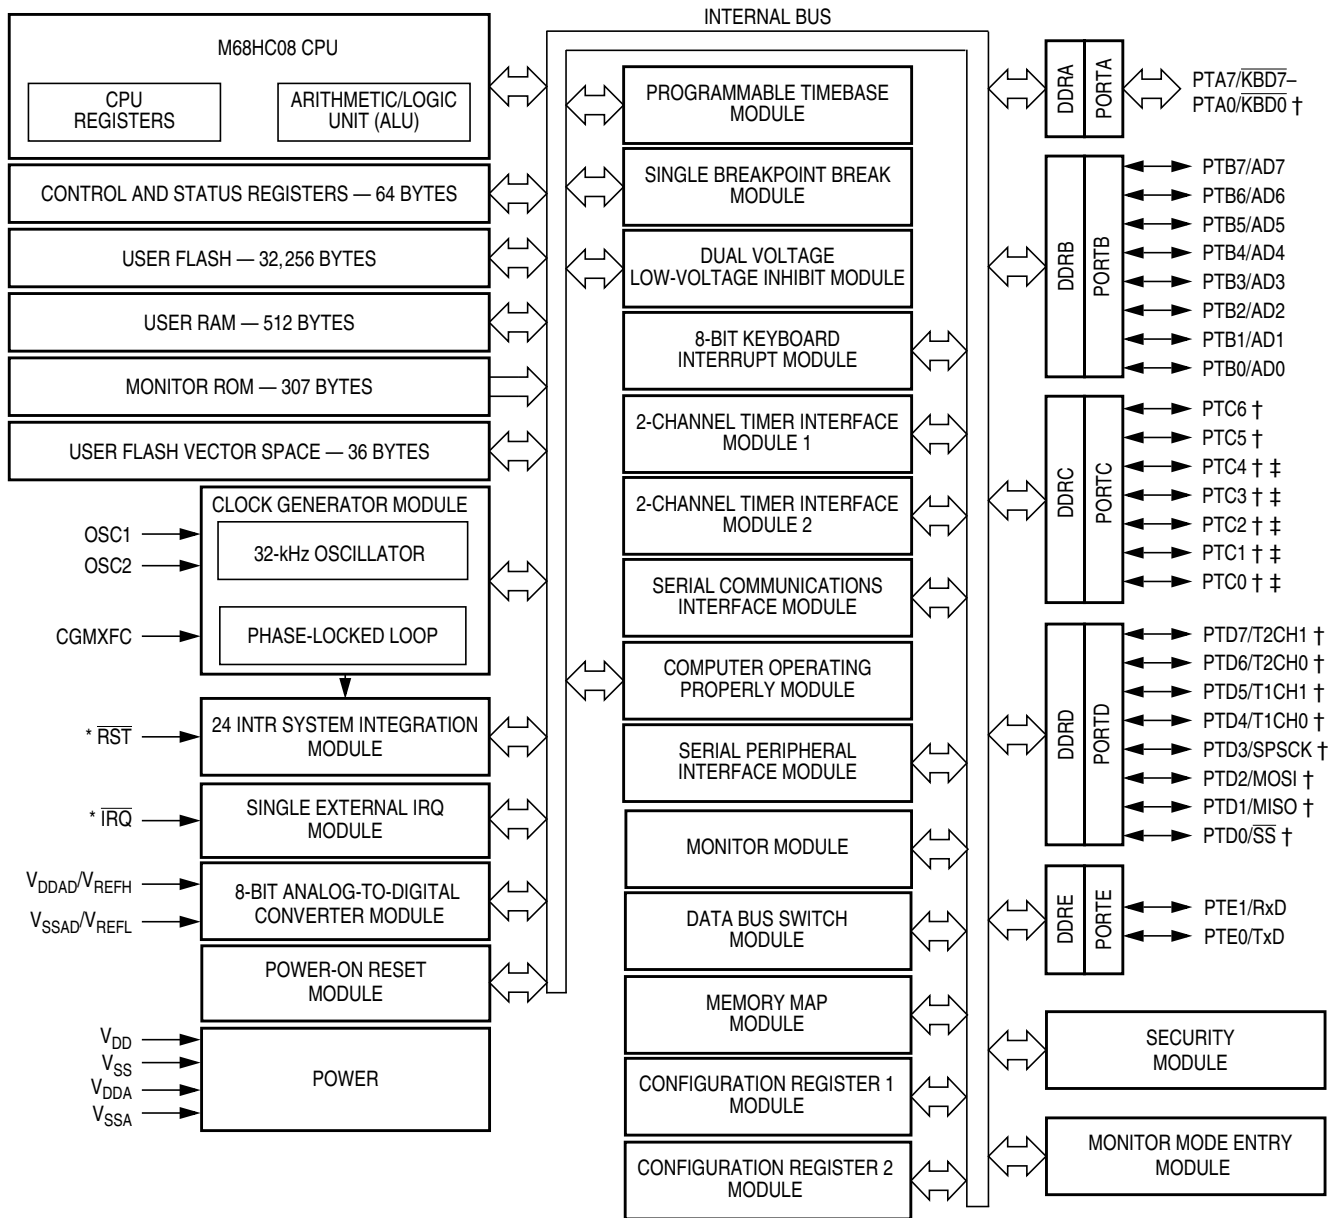 INTERNAL BUS
M68HC08 CPU
CPU
REGISTERS
ARITHMETIC/LOGIC
UNIT (ALU)
CONTROL AND STATUS REGISTERS — 64 BYTES
USER FLASH — 32,256 BYTES
USER RAM — 512 BYTES
MONITOR ROM — 307 BYTES
USER FLASH VECTOR SPACE — 36 BYTES
CLOCK GENERATOR MODULE
32-kHz OSCILLATOR
PHASE-LOCKED LOOP
OSC1
OSC2
CGMXFC
24 INTR SYSTEM INTEGRATION
MODULE
* R̅S̅T̅
SINGLE EXTERNAL IRQ
MODULE
* I̅R̅Q̅
8-BIT ANALOG-TO-DIGITAL
CONVERTER MODULE
VDDAD/VREFH
VSSAD/VREFL
POWER-ON RESET
MODULE
POWER
VDD
VSS
VDDA
VSSA
PROGRAMMABLE TIMEBASE
MODULE
SINGLE BREAKPOINT BREAK
MODULE
DUAL VOLTAGE
LOW-VOLTAGE INHIBIT MODULE
8-BIT KEYBOARD
INTERRUPT MODULE
2-CHANNEL TIMER INTERFACE
MODULE 1
2-CHANNEL TIMER INTERFACE
MODULE 2
SERIAL COMMUNICATIONS
INTERFACE MODULE
COMPUTER OPERATING
PROPERLY MODULE
SERIAL PERIPHERAL
INTERFACE MODULE
MONITOR MODULE
DATA BUS SWITCH
MODULE
MEMORY MAP
MODULE
CONFIGURATION REGISTER 1
MODULE
CONFIGURATION REGISTER 2
MODULE
DDRA
PORTA
PTA7/K̅B̅D̅7̅–
PTA0/K̅B̅D̅0̅ †
DDRB
PORTB
PTB7/AD7
PTB6/AD6
PTB5/AD5
PTB4/AD4
PTB3/AD3
PTB2/AD2
PTB1/AD1
PTB0/AD0
DDRC
PORTC
PTC6 †
PTC5 †
PTC4 † ‡
PTC3 † ‡
PTC2 † ‡
PTC1 † ‡
PTC0 † ‡
DDRD
PORTD
PTD7/T2CH1 †
PTD6/T2CH0 †
PTD5/T1CH1 †
PTD4/T1CH0 †
PTD3/SPSCK †
PTD2/MOSI †
PTD1/MISO †
PTD0/S̅S̅ †
DDRE
PORTE
PTE1/RxD
PTE0/TxD
SECURITY
MODULE
MONITOR MODE ENTRY
MODULE